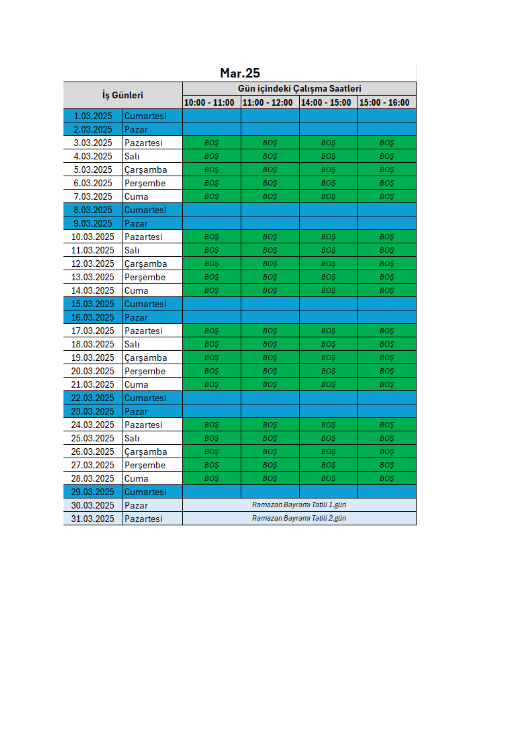 Mar.25
İş Günleri Gün içindeki Çalışma Saatleri
10:00 - 11:00 11:00 - 12:00 14:00 - 15:00 15:00 - 16:00
1.03.2025 Cumartesi
2.03.2025 Pazar
3.03.2025 Pazartesi BOŞ BOŞ BOŞ BOŞ
4.03.2025 Salı BOŞ BOŞ BOŞ BOŞ
5.03.2025 Çarşamba BOŞ BOŞ BOŞ BOŞ
6.03.2025 Perşembe BOŞ BOŞ BOŞ BOŞ
7.03.2025 Cuma BOŞ BOŞ BOŞ BOŞ
8.03.2025 Cumartesi
9.03.2025 Pazar
10.03.2025 Pazartesi BOŞ BOŞ BOŞ BOŞ
11.03.2025 Salı BOŞ BOŞ BOŞ BOŞ
12.03.2025 Çarşamba BOŞ BOŞ BOŞ BOŞ
13.03.2025 Perşembe BOŞ BOŞ BOŞ BOŞ
14.03.2025 Cuma BOŞ BOŞ BOŞ BOŞ
15.03.2025 Cumartesi
16.03.2025 Pazar
17.03.2025 Pazartesi BOŞ BOŞ BOŞ BOŞ
18.03.2025 Salı BOŞ BOŞ BOŞ BOŞ
19.03.2025 Çarşamba BOŞ BOŞ BOŞ BOŞ
20.03.2025 Perşembe BOŞ BOŞ BOŞ BOŞ
21.03.2025 Cuma BOŞ BOŞ BOŞ BOŞ
22.03.2025 Cumartesi
23.03.2025 Pazar
24.03.2025 Pazartesi BOŞ BOŞ BOŞ BOŞ
25.03.2025 Salı BOŞ BOŞ BOŞ BOŞ
26.03.2025 Çarşamba BOŞ BOŞ BOŞ BOŞ
27.03.2025 Perşembe BOŞ BOŞ BOŞ BOŞ
28.03.2025 Cuma BOŞ BOŞ BOŞ BOŞ
29.03.2025 Cumartesi
30.03.2025 Pazar Ramazan Bayramı Tatili 1.gün
31.03.2025 Pazartesi Ramazan Bayramı Tatili 2.gün